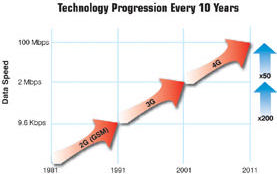 Technology Progression Every 10 Years
Data Speed
100 Mbps
2 Mbps
9.6 Kbps
2G (GSM)
3G
4G
x50
x200
1981
1991
2001
2011